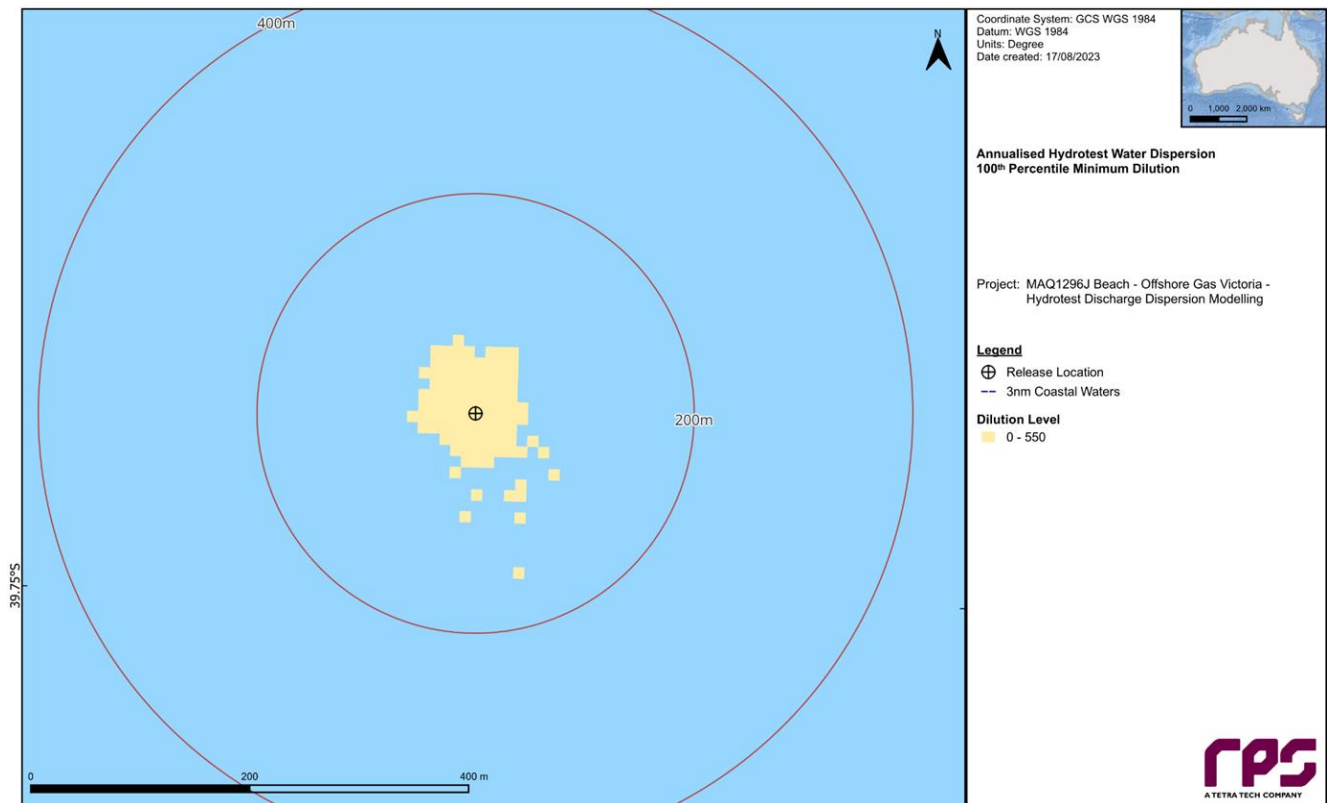 400m
200m
39.75°S
N
0 200 400 m
Coordinate System: GCS WGS 1984
Datum: WGS 1984
Units: Degree
Date created: 17/08/2023
0 1,000 2,000 km
Annualised Hydrotest Water Dispersion
100th Percentile Minimum Dilution
Project: MAQ1296J Beach - Offshore Gas Victoria -
Hydrotest Discharge Dispersion Modelling
Legend
Release Location
3nm Coastal Waters
Dilution Level
0 - 550
rps
A TETRA TECH COMPANY